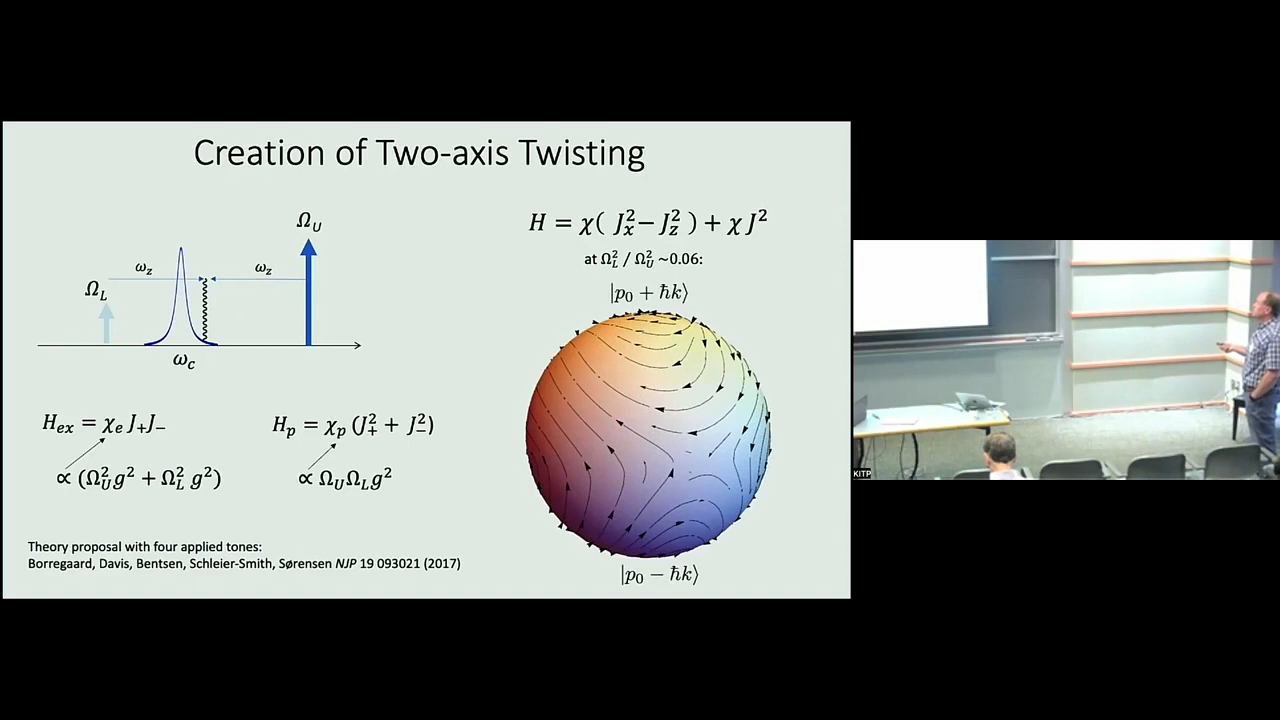 Creation of Two-axis Twisting
Ω_U
ω_z
ω_z
Ω_L
ω_c
H = χ( J_x^2 − J_z^2 ) + χ J^2
at Ω_L^2 / Ω_U^2 ~0.06:
|p_0 + ħk⟩
H_ex = χ_e J_+J_−
H_p = χ_p (J_+^2 + J_−^2)
∝ (Ω_U^2 g^2 + Ω_L^2 g^2)
∝ Ω_UΩ_Lg^2
|p_0 − ħk⟩
Theory proposal with four applied tones:
Borregaard, Davis, Bentsen, Schleier-Smith, Sørensen NJP 19 093021 (2017)
KITP